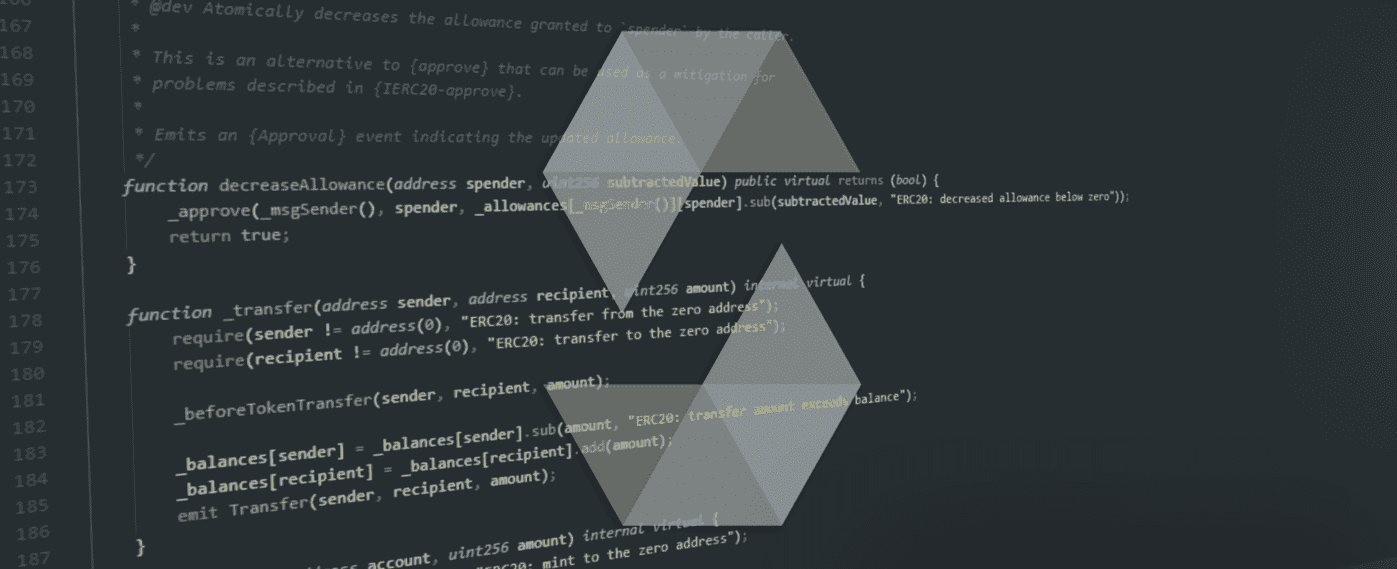 166
* @dev Atomically decreases the allowance granted to `spender` by the caller.
167 *
168 * This is an alternative to {approve} that can be used as a mitigation for
169 * problems described in {IERC20-approve}.
170 *
171 * Emits an {Approval} event indicating the updated allowance.
172 */
173 function decreaseAllowance(address spender, uint256 subtractedValue) public virtual returns (bool) {
174 _approve(_msgSender(), spender, _allowances[_msgSender()][spender].sub(subtractedValue, "ERC20: decreased allowance below zero"));
175 return true;
176 }
177
178 function _transfer(address sender, address recipient, uint256 amount) internal virtual {
179 require(sender != address(0), "ERC20: transfer from the zero address");
180 require(recipient != address(0), "ERC20: transfer to the zero address");
181
182 _beforeTokenTransfer(sender, recipient, amount);
183
184 _balances[sender] = _balances[sender].sub(amount, "ERC20: transfer amount exceeds balance");
185 _balances[recipient] = _balances[recipient].add(amount);
186 emit Transfer(sender, recipient, amount);
187 }
account, uint256 amount) internal virtual {
"ERC20: mint to the zero address");